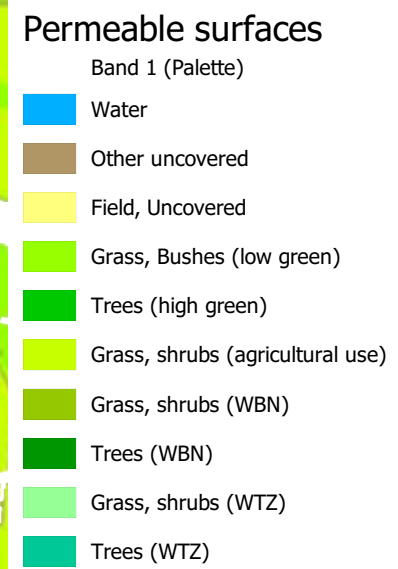 Permeable surfaces
Band 1 (Palette)
Water
Other uncovered
Field, Uncovered
Grass, Bushes (low green)
Trees (high green)
Grass, shrubs (agricultural use)
Grass, shrubs (WBN)
Trees (WBN)
Grass, shrubs (WTZ)
Trees (WTZ)